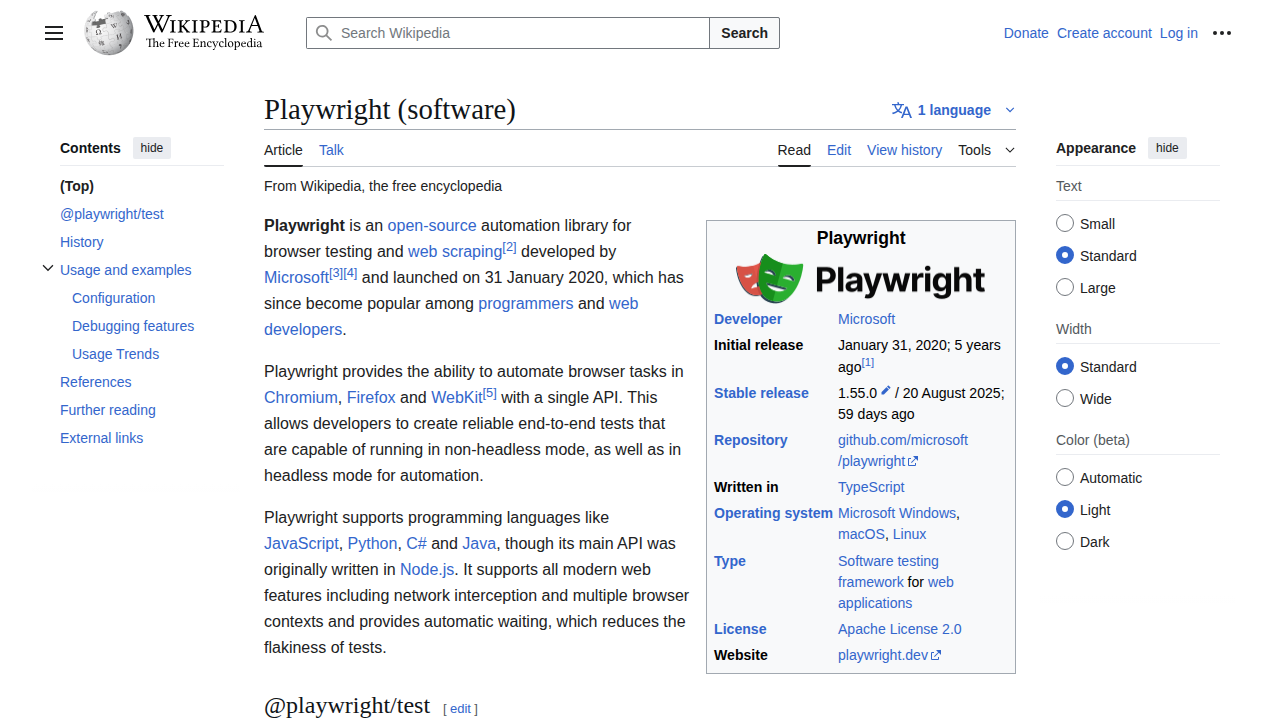 WIKIPEDIA
The Free Encyclopedia
Search Wikipedia
Search
Donate Create account Log in
Contents hide
(Top)
@playwright/test
History
Usage and examples
Configuration
Debugging features
Usage Trends
References
Further reading
External links
Playwright (software)
1 language
Article Talk
Read Edit View history Tools
From Wikipedia, the free encyclopedia
Playwright is an open-source automation library for
browser testing and web scraping[2] developed by
Microsoft[3][4] and launched on 31 January 2020, which has
since become popular among programmers and web
developers.
Playwright provides the ability to automate browser tasks in
Chromium, Firefox and WebKit[5] with a single API. This
allows developers to create reliable end-to-end tests that
are capable of running in non-headless mode, as well as in
headless mode for automation.
Playwright supports programming languages like
JavaScript, Python, C# and Java, though its main API was
originally written in Node.js. It supports all modern web
features including network interception and multiple browser
contexts and provides automatic waiting, which reduces the
flakiness of tests.
@playwright/test [ edit ]
Playwright
Playwright
Developer Microsoft
Initial release January 31, 2020; 5 years
ago[1]
Stable release 1.55.0 / 20 August 2025;
59 days ago
Repository github.com/microsoft
/playwright
Written in TypeScript
Operating system Microsoft Windows,
macOS, Linux
Type Software testing
framework for web
applications
License Apache License 2.0
Website playwright.dev
Appearance hide
Text
Small
Standard
Large
Width
Standard
Wide
Color (beta)
Automatic
Light
Dark